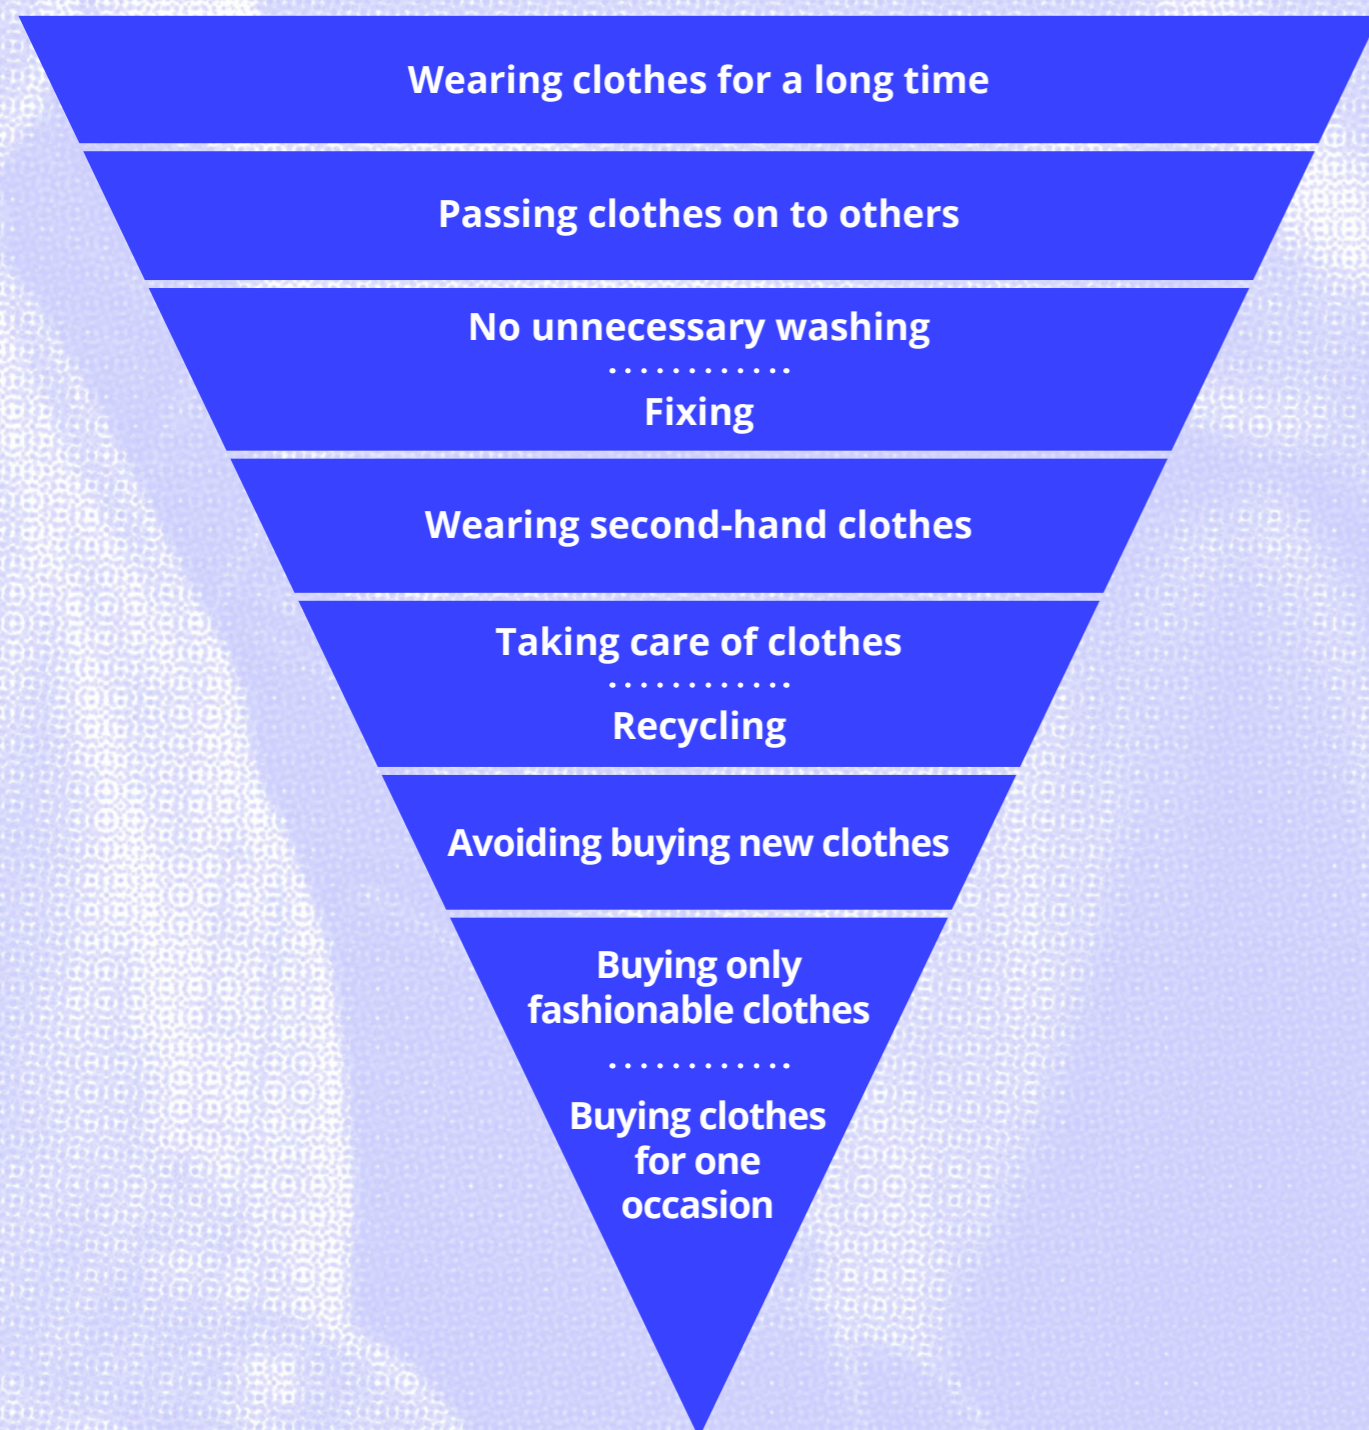 Wearing clothes for a long time
Passing clothes on to others
No unnecessary washing
Fixing
Wearing second-hand clothes
Taking care of clothes
Recycling
Avoiding buying new clothes
Buying only
fashionable clothes
Buying clothes
for one
occasion